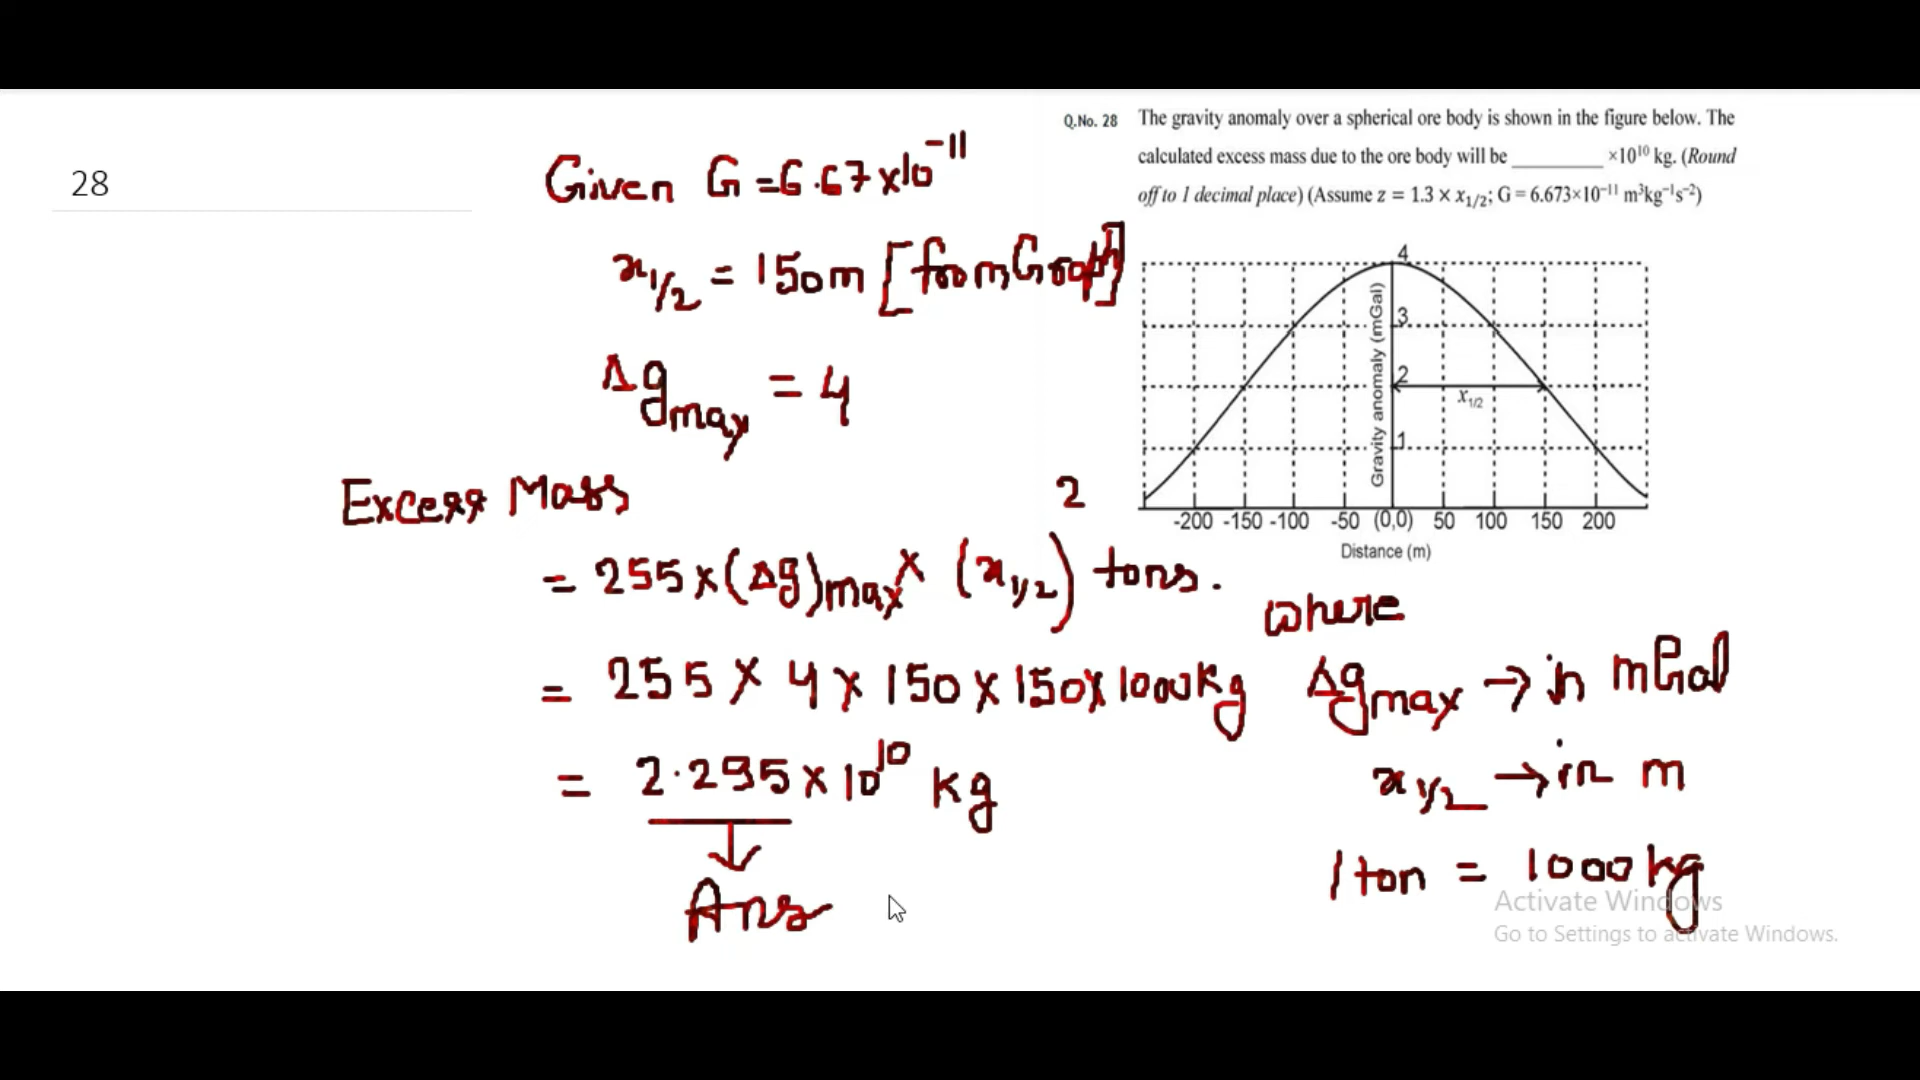 28
Given G = 6.67 x 10⁻¹¹
x1/2 = 150m [from Graph]
Δgmax = 4
Excess Mass
= 255 x (Δg)max x (x1/2)² tons.
= 255 x 4 x 150 x 150 x 1000 kg
= 2.295 x 10¹⁰ kg
Ans
where
Δgmax → in mGal
x1/2 → in m
1 ton = 1000 kg
Q.No. 28 The gravity anomaly over a spherical ore body is shown in the figure below. The
calculated excess mass due to the ore body will be _________ ×10¹⁰ kg. (Round
off to 1 decimal place) (Assume z = 1.3 × x1/2; G = 6.673×10⁻¹¹ m³kg⁻¹s⁻²)
4
3
2
1
Gravity anomaly (mGal)
x1/2
-200 -150 -100 -50 (0,0) 50 100 150 200
Distance (m)
Activate Windows
Go to Settings to activate Windows.